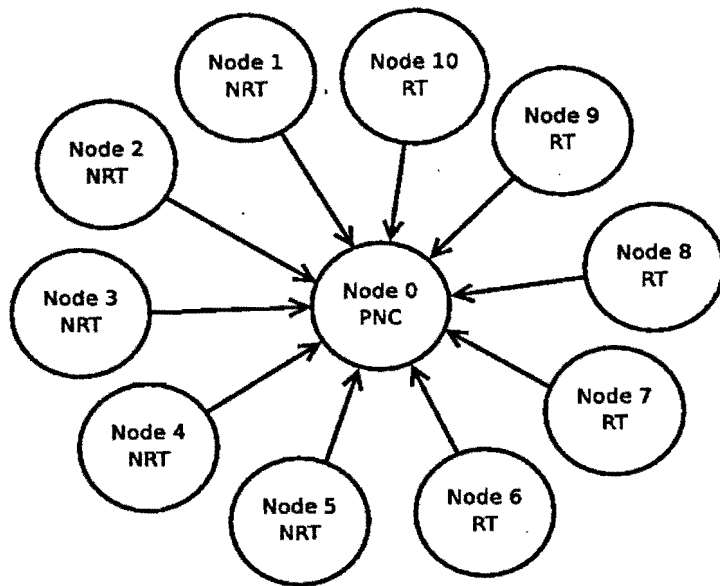 Node 1
NRT
Node 10
RT
Node 9
RT
Node 2
NRT
Node 8
RT
Node 3
NRT
Node 0
PNC
Node 7
RT
Node 4
NRT
Node 5
NRT
Node 6
RT